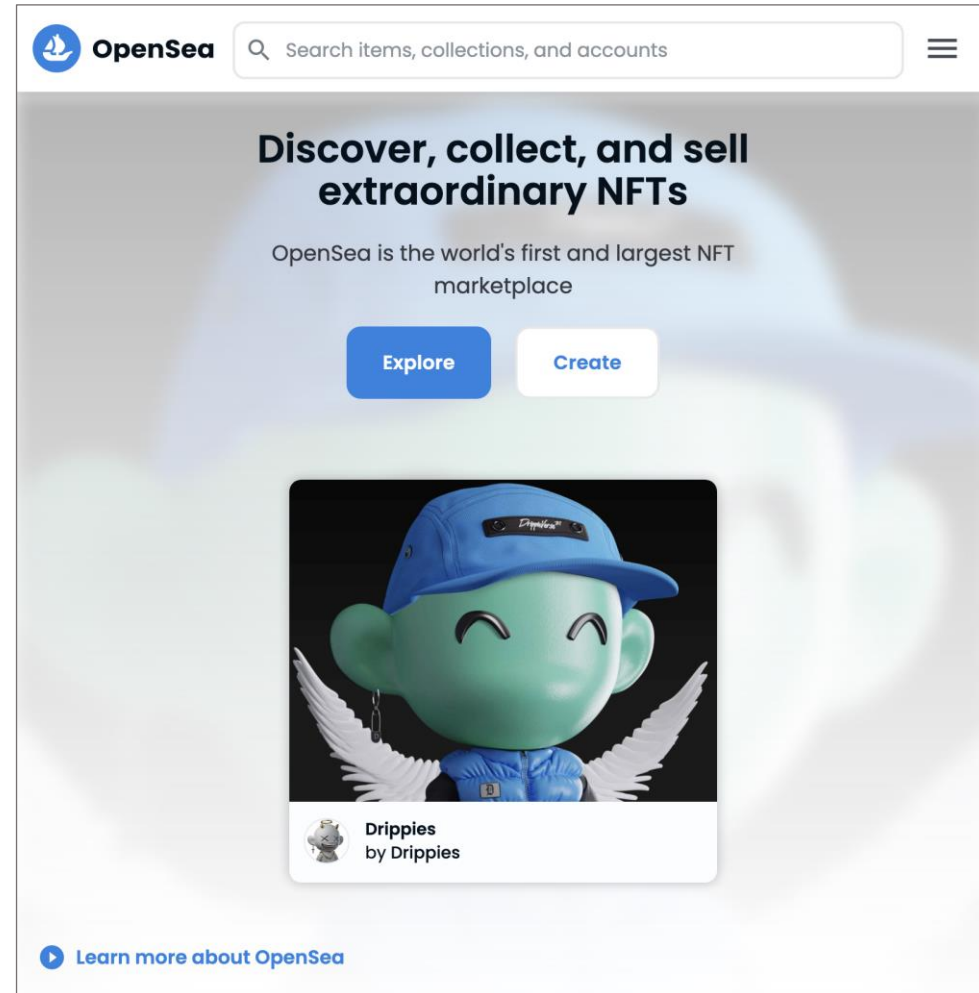 OpenSea
Search items, collections, and accounts
Discover, collect, and sell
extraordinary NFTs
OpenSea is the world's first and largest NFT
marketplace
Explore
Create
Drippies
by Drippies
Learn more about OpenSea